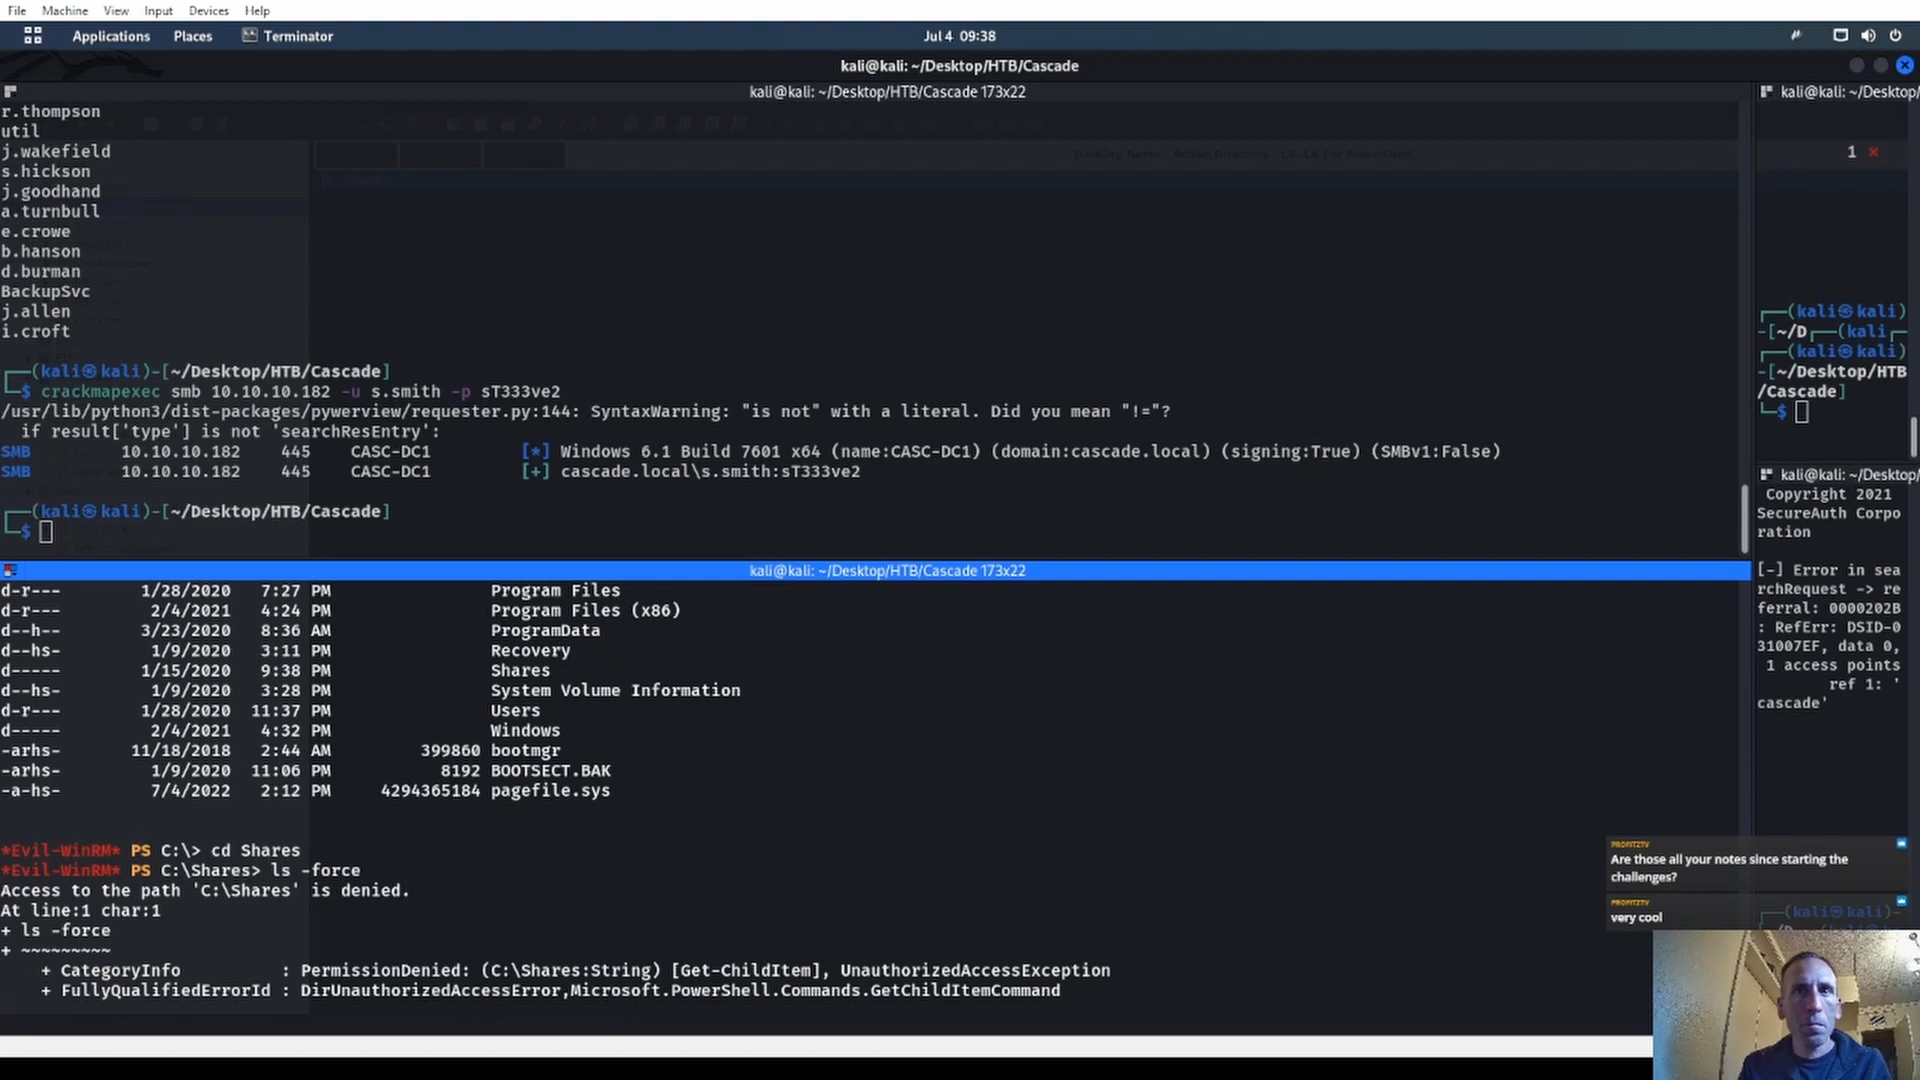 File Machine View Input Devices Help
Applications Places Terminator Jul 4 09:38
kali@kali: ~/Desktop/HTB/Cascade
kali@kali: ~/Desktop/HTB/Cascade 173x22
r.thompson
util
j.wakefield
s.hickson
j.goodhand
a.turnbull
e.crowe
b.hanson
d.burman
BackupSvc
j.allen
i.croft
┌──(kali㉿kali)-[~/Desktop/HTB/Cascade]
└─$ crackmapexec smb 10.10.10.182 -u s.smith -p sT333ve2
/usr/lib/python3/dist-packages/pywerview/requester.py:144: SyntaxWarning: "is not" with a literal. Did you mean "!="?
if result['type'] is not 'searchResEntry':
SMB 10.10.10.182 445 CASC-DC1 [*] Windows 6.1 Build 7601 x64 (name:CASC-DC1) (domain:cascade.local) (signing:True) (SMBv1:False)
SMB 10.10.10.182 445 CASC-DC1 [+] cascade.local\s.smith:sT333ve2
┌──(kali㉿kali)-[~/Desktop/HTB/Cascade]
└─$
kali@kali: ~/Desktop/HTB/Cascade 173x22
d-r--- 1/28/2020 7:27 PM Program Files
d-r--- 2/4/2021 4:24 PM Program Files (x86)
d--h-- 3/23/2020 8:36 AM ProgramData
d--hs- 1/9/2020 3:11 PM Recovery
d----- 1/15/2020 9:38 PM Shares
d--hs- 1/9/2020 3:28 PM System Volume Information
d-r--- 1/28/2020 11:37 PM Users
d----- 2/4/2021 4:32 PM Windows
-arhs- 11/18/2018 2:44 AM 399860 bootmgr
-arhs- 1/9/2020 11:06 PM 8192 BOOTSECT.BAK
-a-hs- 7/4/2022 2:12 PM 4294365184 pagefile.sys
*Evil-WinRM* PS C:\> cd Shares
*Evil-WinRM* PS C:\Shares> ls -force
Access to the path 'C:\Shares' is denied.
At line:1 char:1
+ ls -force
+ ~~~~~~~~~
+ CategoryInfo : PermissionDenied: (C:\Shares:String) [Get-ChildItem], UnauthorizedAccessException
+ FullyQualifiedErrorId : DirUnauthorizedAccessError,Microsoft.PowerShell.Commands.GetChildItemCommand
kali@kali: ~/Desktop/
1 ×
┌──(kali㉿kali)
-[~/D┌──(kali┌─
┌──(kali㉿kali)
-[~/Desktop/HTB
/Cascade]
└─$
kali@kali: ~/Desktop/
Copyright 2021
SecureAuth Corpo
ration
[-] Error in sea
rchRequest -> re
ferral: 0000202B
: RefErr: DSID-0
31007EF, data 0,
1 access points
ref 1: '
cascade'
PROFITZTV
Are those all your notes since starting the
challenges?
PROFITZTV
very cool
┌──(kali㉿kali)-